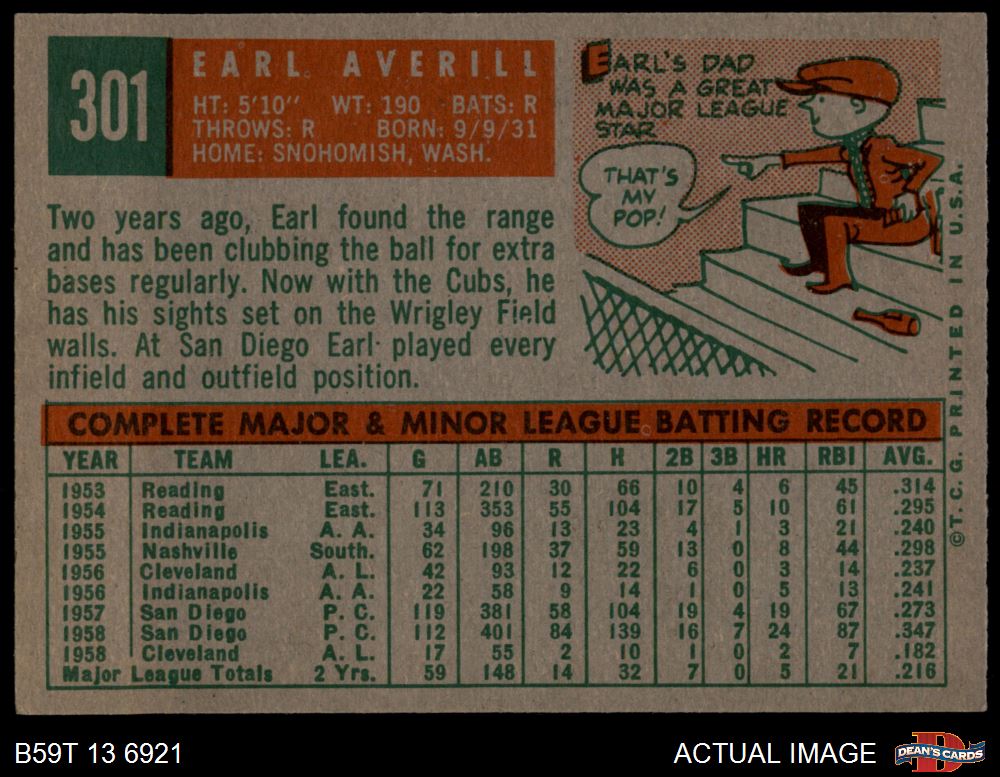 301
EARL AVERILL
HT: 5'10" WT: 190 BATS: R
THROWS: R BORN: 9/9/31
HOME: SNOHOMISH, WASH.
EARL'S DAD
WAS A GREAT
MAJOR LEAGUE
STAR
THAT'S
MY
POP!
Two years ago, Earl found the range
and has been clubbing the ball for extra
bases regularly. Now with the Cubs, he
has his sights set on the Wrigley Field
walls. At San Diego Earl played every
infield and outfield position.
COMPLETE MAJOR & MINOR LEAGUE BATTING RECORD
YEAR TEAM LEA. G AB R H 2B 3B HR RBI AVG.
1953 Reading East. 71 210 30 66 10 4 6 45 .314
1954 Reading East. 113 353 55 104 17 5 10 61 .295
1955 Indianapolis A. A. 34 96 13 23 4 1 3 21 .240
1955 Nashville South. 62 198 37 59 13 0 8 44 .298
1956 Cleveland A. L. 42 93 12 22 6 0 3 14 .237
1956 Indianapolis A. A. 22 58 9 14 1 0 5 13 .241
1957 San Diego P. C. 119 381 58 104 19 4 19 67 .273
1958 San Diego P. C. 112 401 84 139 16 7 24 87 .347
1958 Cleveland A. L. 17 55 2 10 1 0 2 7 .182
Major League Totals 2 Yrs. 59 148 14 32 7 0 5 21 .216
©T. C. G. PRINTED IN U.S.A.
B59T 13 6921
ACTUAL IMAGE
DEAN'S CARDS